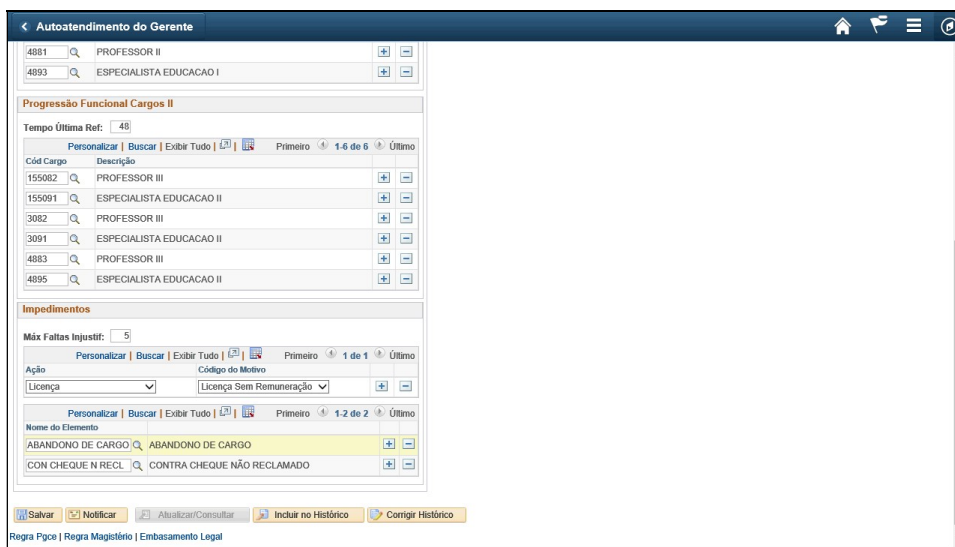 Autoatendimento do Gerente
4881 PROFESSOR II
4893 ESPECIALISTA EDUCACAO I
Progressão Funcional Cargos II
Tempo Última Ref: 48
Personalizar | Buscar | Exibir Tudo | | Primeiro 1-6 de 6 Último
Cód Cargo Descrição
155082 PROFESSOR III
155091 ESPECIALISTA EDUCACAO II
3082 PROFESSOR III
3091 ESPECIALISTA EDUCACAO II
4883 PROFESSOR III
4895 ESPECIALISTA EDUCACAO II
Impedimentos
Máx Faltas Injustif: 5
Personalizar | Buscar | Exibir Tudo | | Primeiro 1 de 1 Último
Ação Código do Motivo
Licença Licença Sem Remuneração
Personalizar | Buscar | Exibir Tudo | | Primeiro 1-2 de 2 Último
Nome do Elemento
ABANDONO DE CARGO ABANDONO DE CARGO
CON CHEQUE N RECL CONTRA CHEQUE NÃO RECLAMADO
Salvar Notificar Atualizar/Consultar Incluir no Histórico Corrigir Histórico
Regra Pgce | Regra Magistério | Embasamento Legal